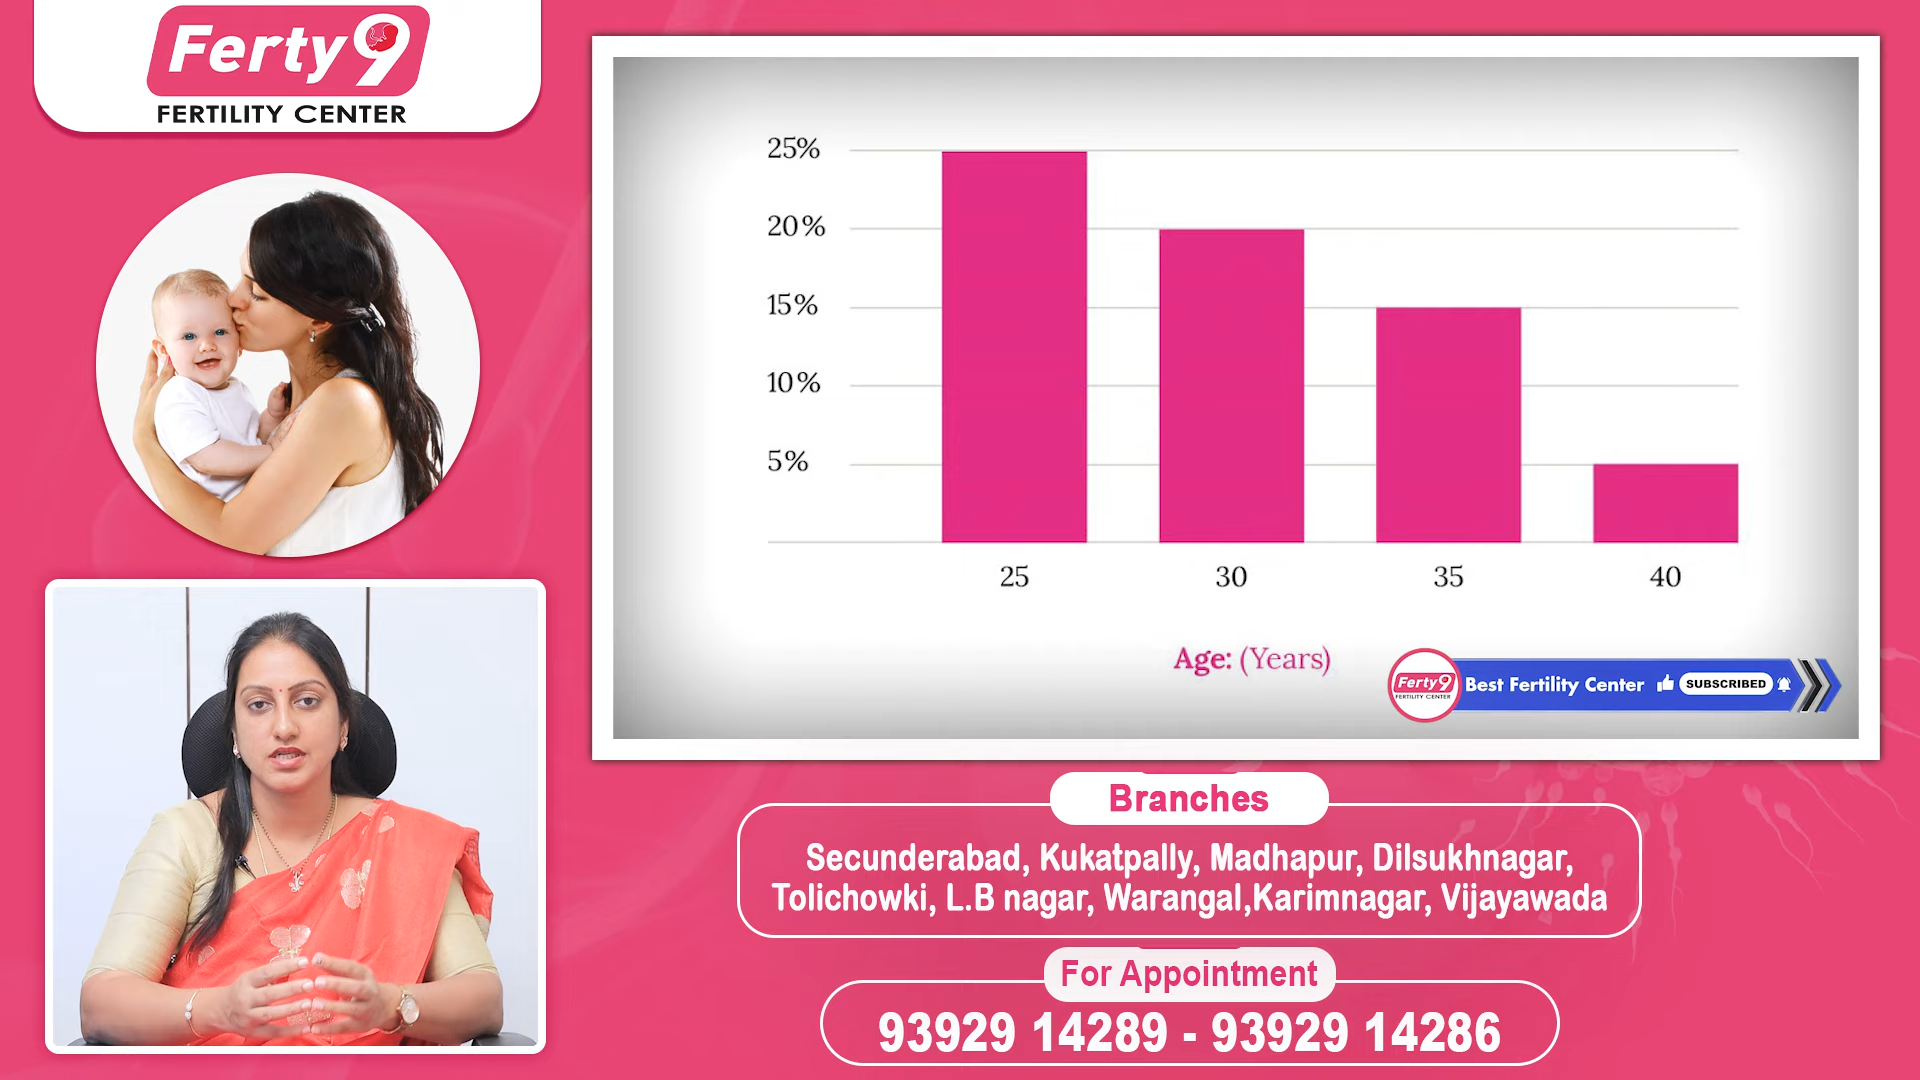 Ferty9
FERTILITY CENTER
25%
20%
15%
10%
5%
25 30 35 40
Age: (Years)
Ferty9
FERTILITY CENTER
Best Fertility Center
SUBSCRIBED
Branches
Secunderabad, Kukatpally, Madhapur, Dilsukhnagar,
Tolichowki, L.B nagar, Warangal,Karimnagar, Vijayawada
For Appointment
93929 14289 - 93929 14286